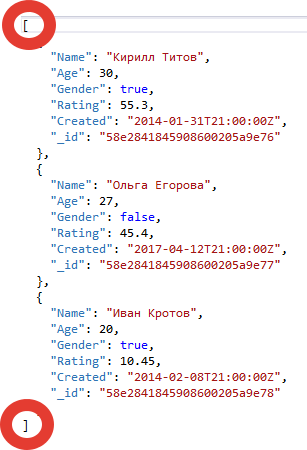 [
{
"Name": "Кирилл Титов",
"Age": 30,
"Gender": true,
"Rating": 55.3,
"Created": "2014-01-31T21:00:00Z",
"_id": "58e2841845908600205a9e76"
},
{
"Name": "Ольга Егорова",
"Age": 27,
"Gender": false,
"Rating": 45.4,
"Created": "2017-04-12T21:00:00Z",
"_id": "58e2841845908600205a9e77"
},
{
"Name": "Иван Кротов",
"Age": 20,
"Gender": true,
"Rating": 10.45,
"Created": "2014-02-08T21:00:00Z",
"_id": "58e2841845908600205a9e78"
]